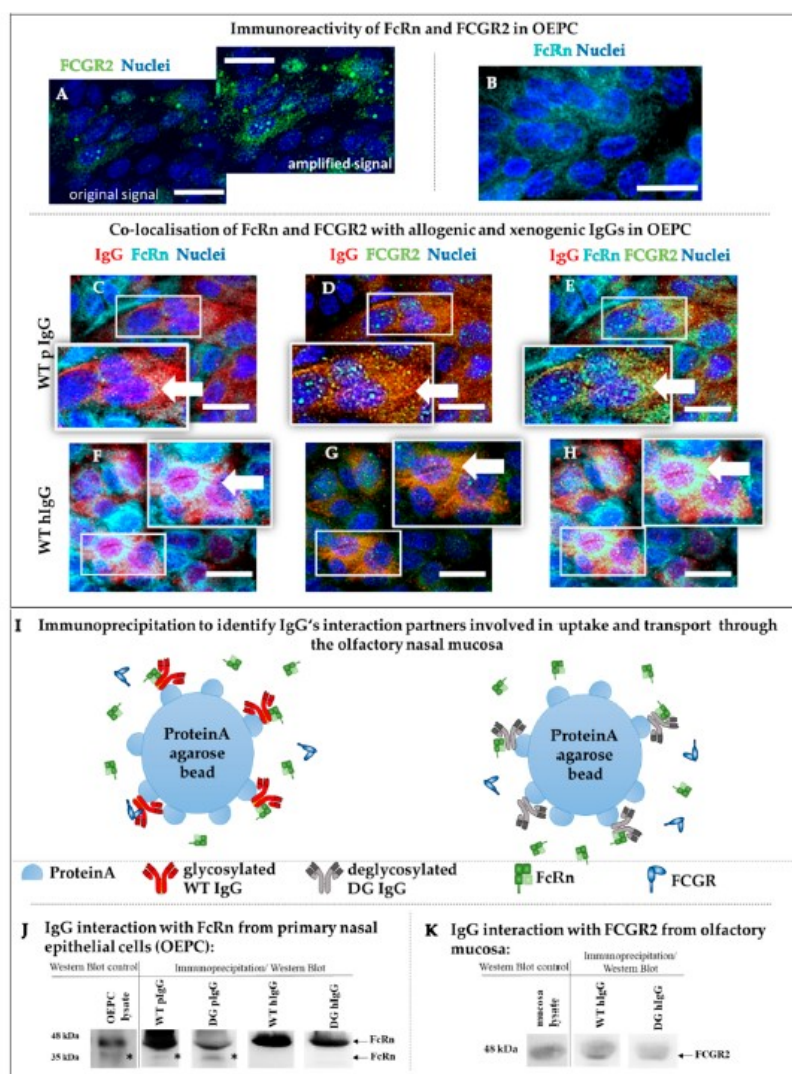 Immunoreactivity of FcRn and FCGR2 in OEPC
FCGR2 Nuclei
FcRn Nuclei
A
B
original signal
amplified signal
Co-localisation of FcRn and FCGR2 with allogenic and xenogenic IgGs in OEPC
IgG FcRn Nuclei
IgG FCGR2 Nuclei
IgG FcRn FCGR2 Nuclei
WT p IgG
C
D
E
WT hIgG
F
G
H
I Immunoprecipitation to identify IgG's interaction partners involved in uptake and transport through
the olfactory nasal mucosa
ProteinA
agarose
bead
ProteinA
agarose
bead
ProteinA
glycosylated
WT IgG
deglycosylated
DG IgG
FcRn
FCGR
J IgG interaction with FcRn from primary nasal
epithelial cells (OEPC):
Western Blot control
Immunoprecipitation/ Western Blot
OEPC
lysate
WT pIgG
DG pIgG
WT hIgG
DG hIgG
48 kDa
35 kDa
*
*
*
FcRn
FcRn
K IgG interaction with FCGR2 from olfactory
mucosa:
Western Blot control
Immunoprecipitation/
Western Blot
mucosa
lysate
WT hIgG
DG hIgG
48 kDa
FCGR2